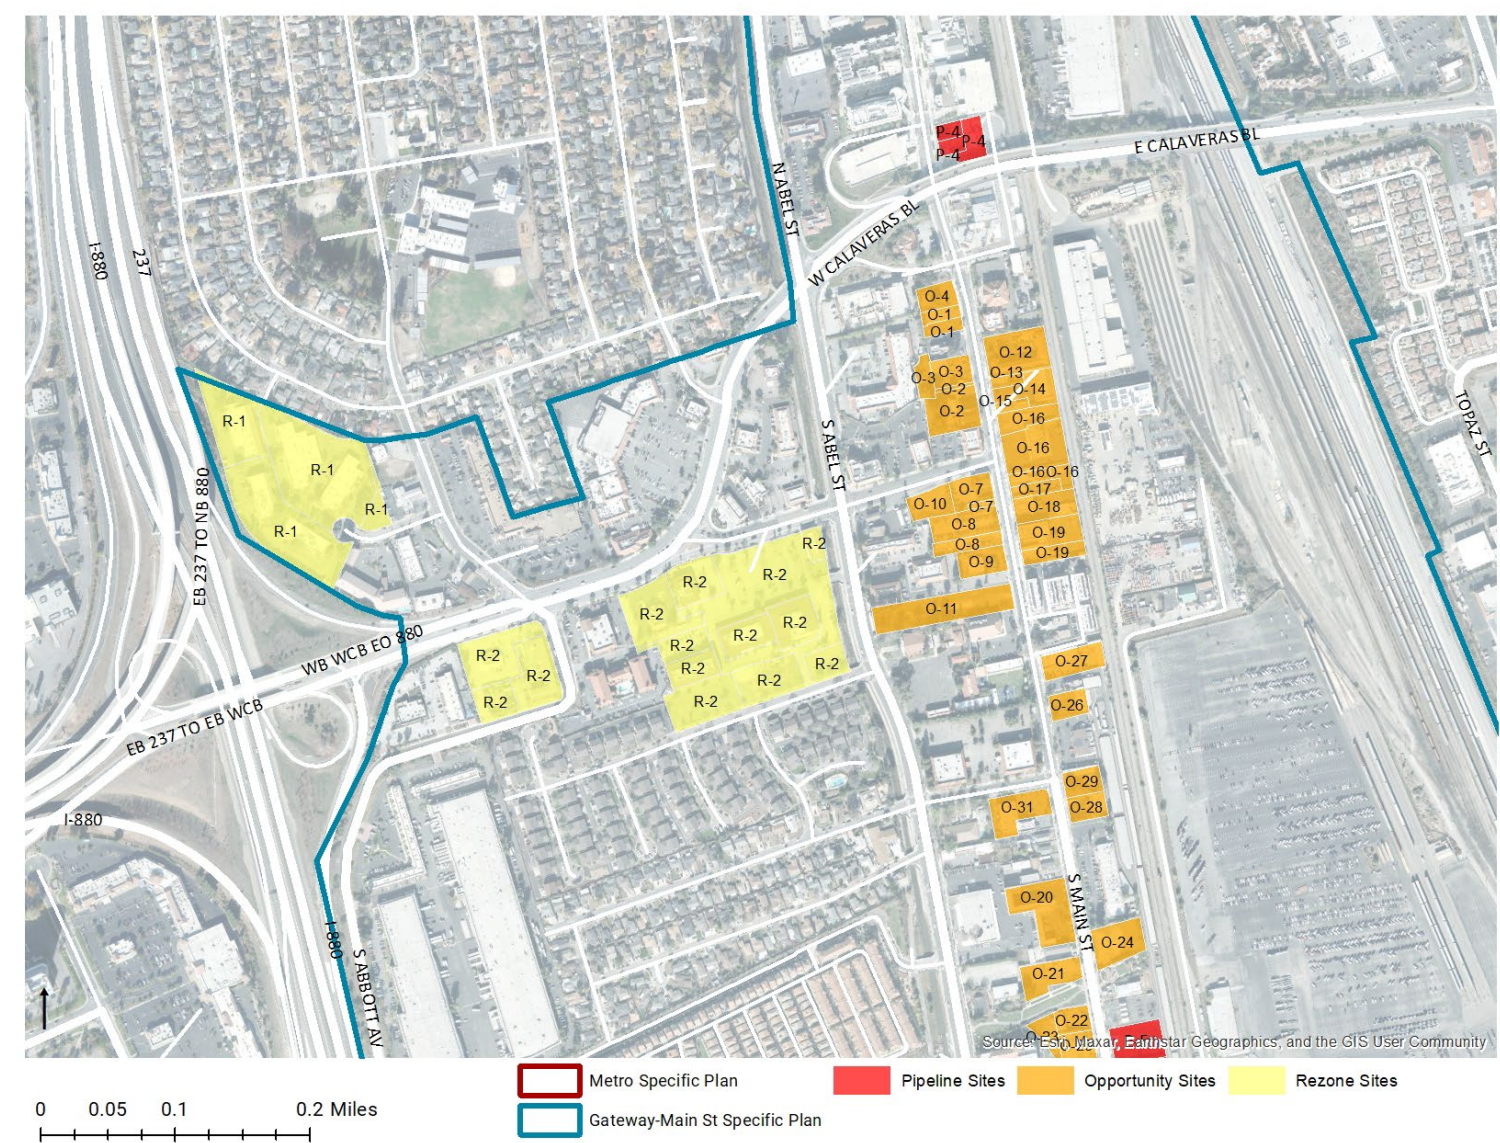 P-4
P-4
P-4
E CALAVERAS BL
N ABEL ST
W CALAVERAS BL
I-880
237
O-4
O-1
O-1
O-12
O-3
O-3
O-13
O-2
O-14
O-15
O-2
O-16
TOPAZ ST
R-1
R-1
R-1
R-1
S ABEL ST
O-16
O-16
O-16
O-7
O-17
O-10
O-7
O-18
O-8
O-19
O-8
O-19
O-9
O-11
EB 237 TO NB 880
R-2
R-2
R-2
R-2
R-2
R-2
R-2
R-2
R-2
R-2
R-2
R-2
R-2
R-2
WB WCB EO 880
EB 237 TO EB WCB
O-27
O-26
O-29
O-28
O-31
I-880
O-20
S MAIN ST
O-24
O-21
O-22
I-880
S ABBOTT AV
Source: Esri, Maxar, Earthstar Geographics, and the GIS User Community
Metro Specific Plan
Pipeline Sites
Opportunity Sites
Rezone Sites
Gateway-Main St Specific Plan
0 0.05 0.1 0.2 Miles